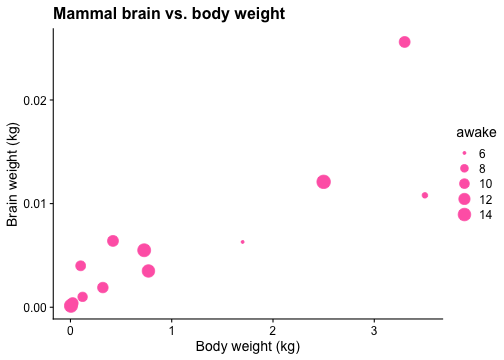 Mammal brain vs. body weight
Brain weight (kg)
0.02
0.01
0.00
0 1 2 3
Body weight (kg)
awake
6
8
10
12
14